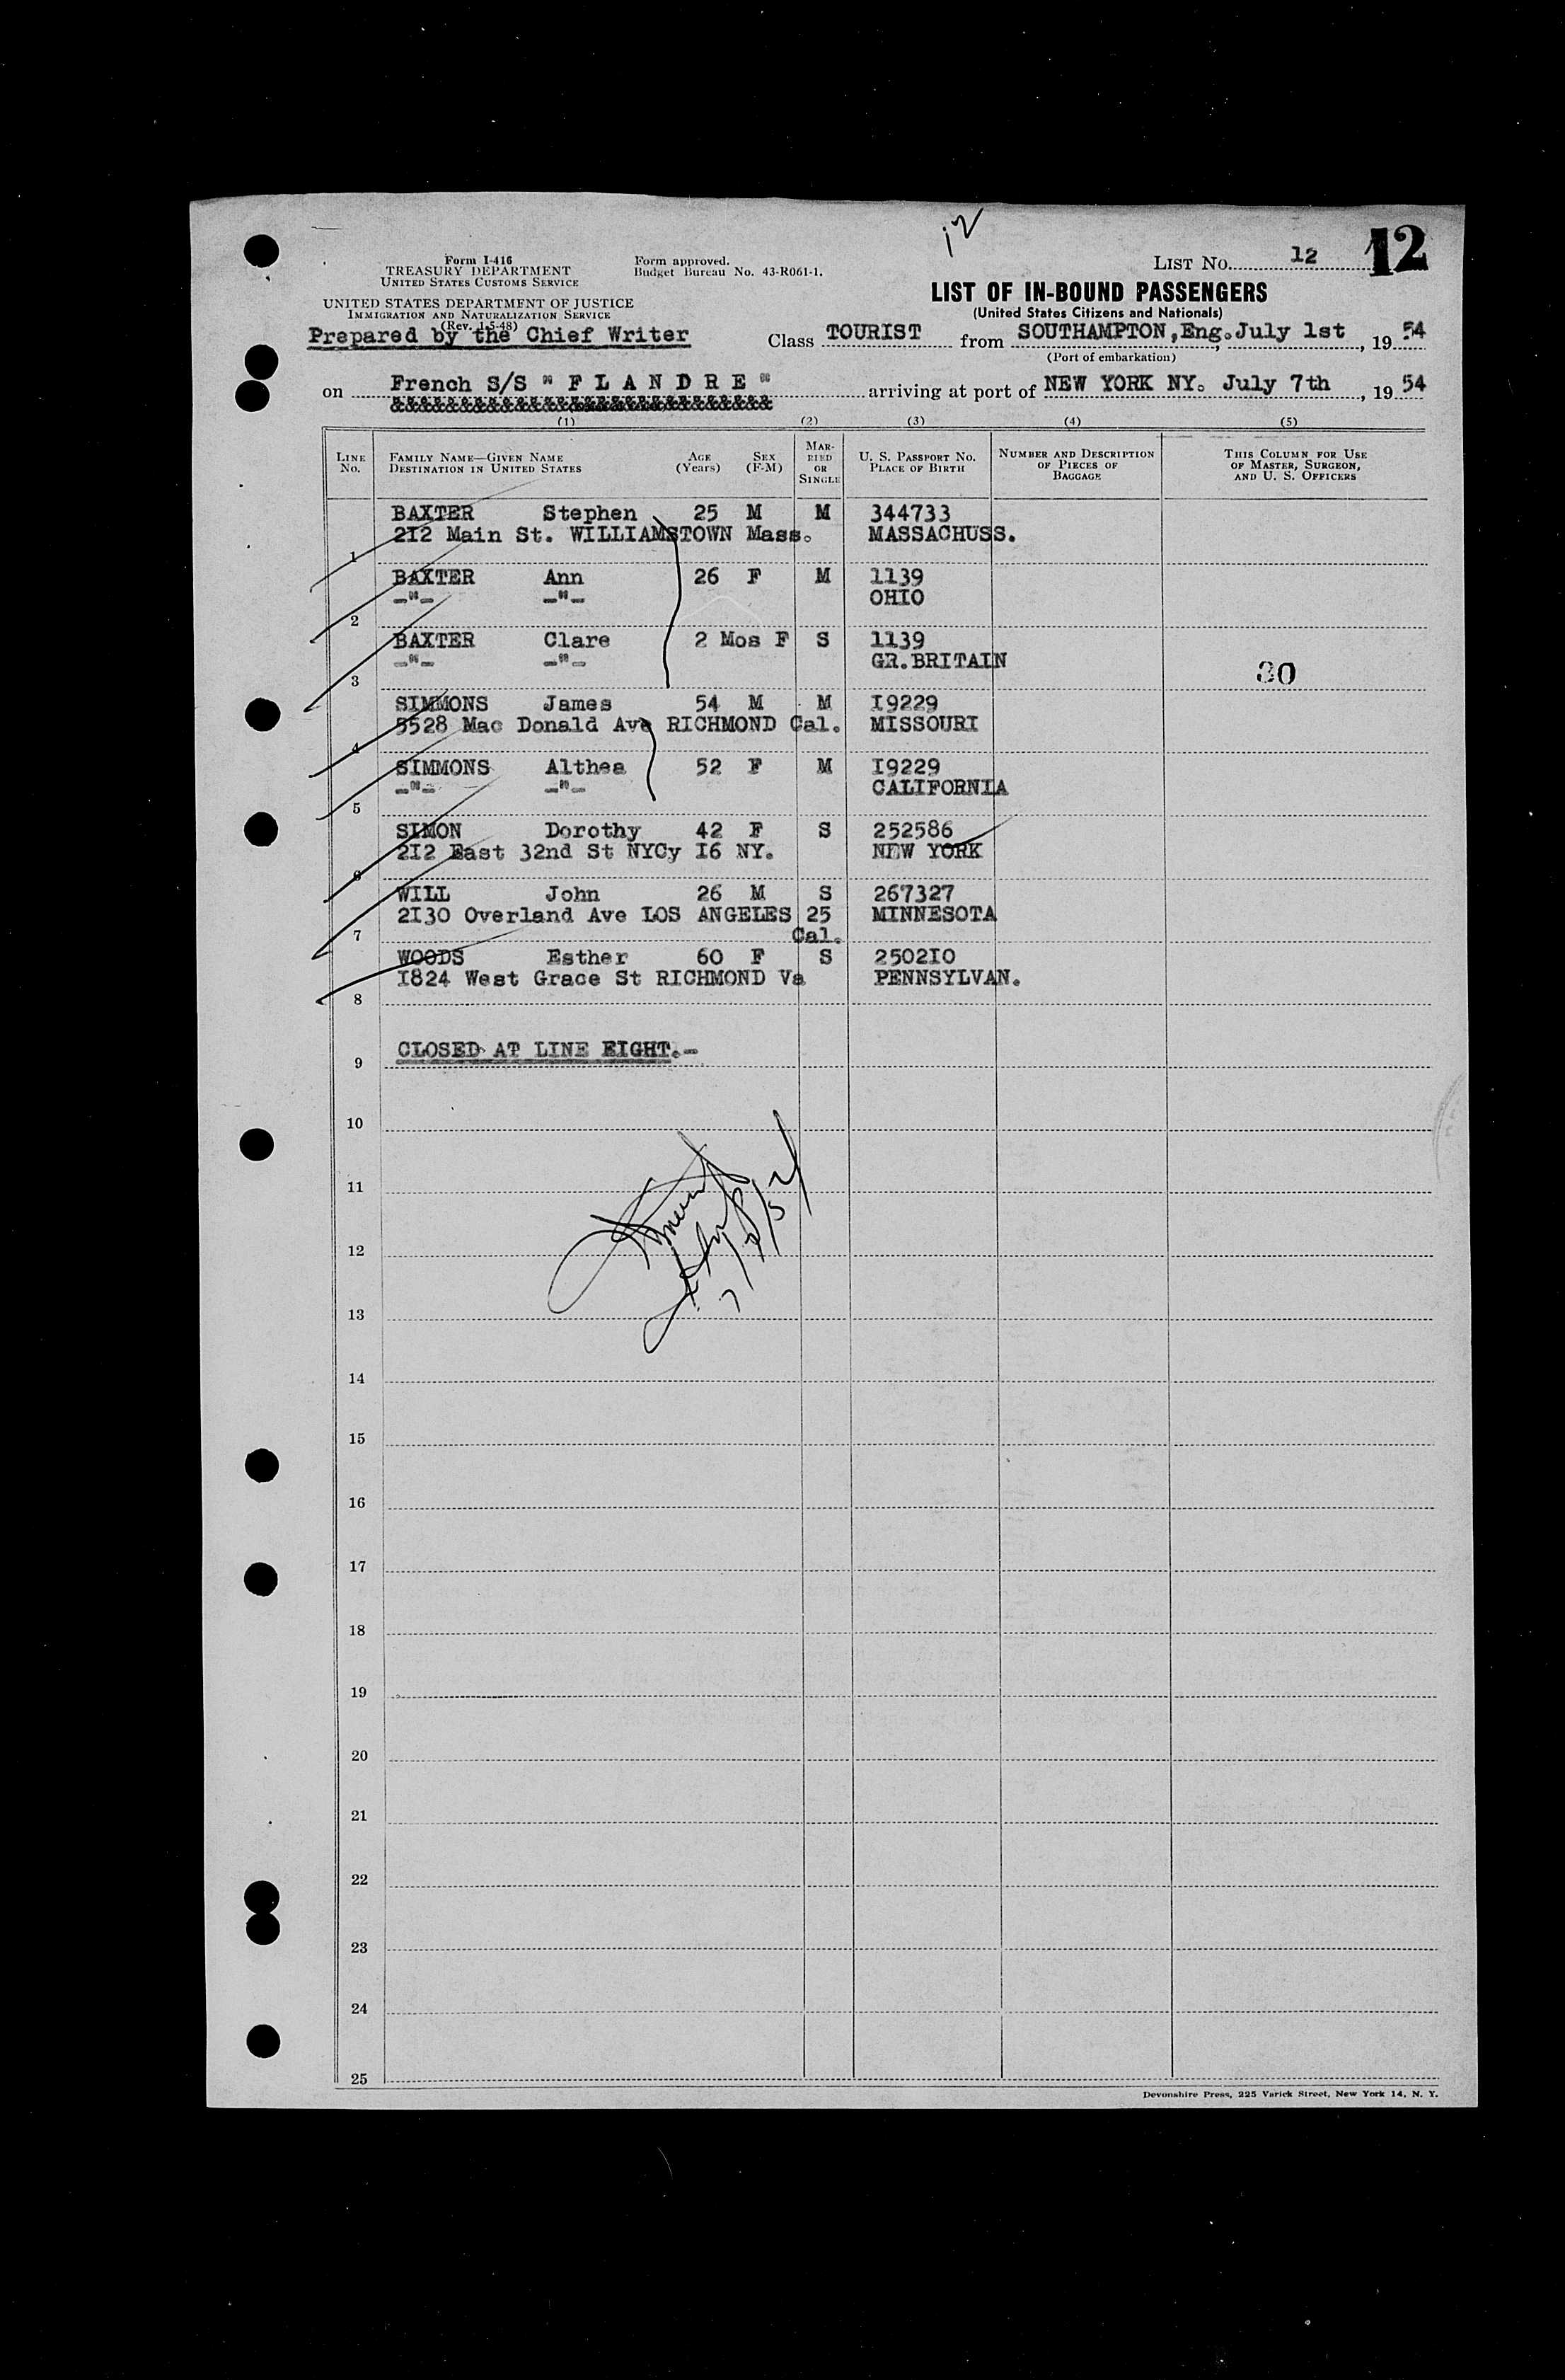 12
12
Form I-416
TREASURY DEPARTMENT
UNITED STATES CUSTOMS SERVICE
UNITED STATES DEPARTMENT OF JUSTICE
IMMIGRATION AND NATURALIZATION SERVICE
(Rev. 1-5-48)
Prepared by the Chief Writer
Form approved.
Budget Bureau No. 43-R061-1.
LIST NO. 12
LIST OF IN-BOUND PASSENGERS
(United States Citizens and Nationals)
Class TOURIST from SOUTHAMPTON,Eng. July 1st, 19 54
(Port of embarkation)
on French S/S " F L A N D R E " arriving at port of NEW YORK NY. July 7th, 19 54
&&&&&&&&&&&&&&&&&&&&&&&&&&&&
(1) (2) (3) (4) (5)
LINE NO.
FAMILY NAME—GIVEN NAME
DESTINATION IN UNITED STATES
AGE (Years)
SEX (F-M)
MARRIED OR SINGLE
U. S. PASSPORT NO.
PLACE OF BIRTH
NUMBER AND DESCRIPTION OF PIECES OF BAGGAGE
THIS COLUMN FOR USE OF MASTER, SURGEON, AND U. S. OFFICERS
BAXTER Stephen 25 M M 344733
212 Main St. WILLIAMSTOWN Mass. MASSACHUSS.
1
BAXTER Ann 26 F M 1139
-"- -"- OHIO
2
BAXTER Clare 2 Mos F S 1139
-"- -"- GR.BRITAIN
30
3
SIMMONS James 54 M M I9229
5528 Mac Donald Ave RICHMOND Cal. MISSOURI
4
SIMMONS Althea 52 F M I9229
-"- -"- CALIFORNIA
5
SIMON Dorothy 42 F S 252586
2I2 East 32nd St NYCy I6 NY. NEW YORK
6
WILL John 26 M S 267327
2I30 Overland Ave LOS ANGELES 25 MINNESOTA
7 Cal.
WOODS Esther 60 F S 2502I0
I824 West Grace St RICHMOND Va PENNSYLVAN.
8
CLOSED AT LINE EIGHT.-
9
10
11
12
13
14
15
16
17
18
19
20
21
22
23
24
25
Devonshire Press, 225 Varick Street, New York 14, N. Y.